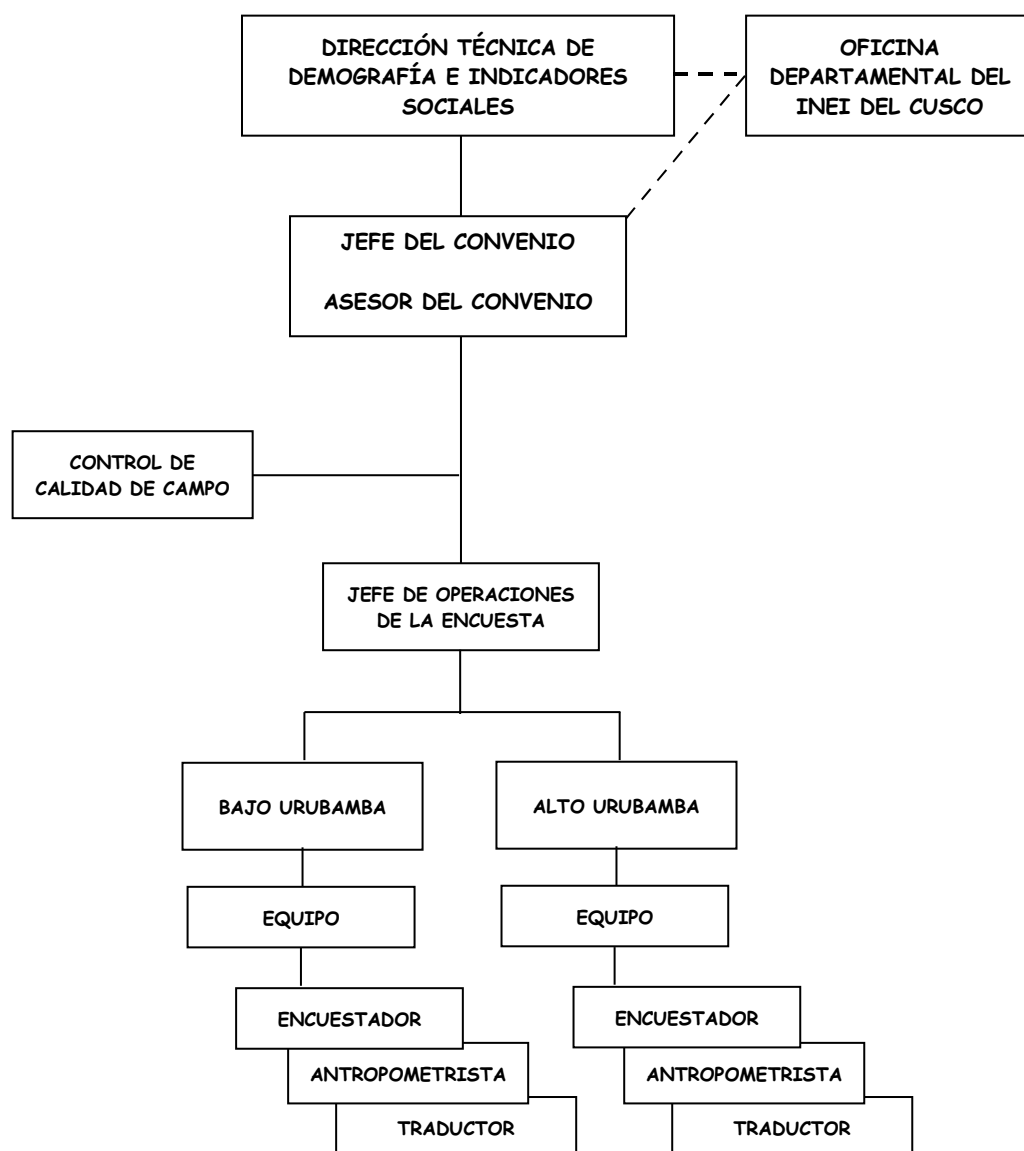 DIRECCIÓN TÉCNICA DE
DEMOGRAFÍA E INDICADORES
SOCIALES
OFICINA
DEPARTAMENTAL DEL
INEI DEL CUSCO
JEFE DEL CONVENIO
ASESOR DEL CONVENIO
CONTROL DE
CALIDAD DE CAMPO
JEFE DE OPERACIONES
DE LA ENCUESTA
BAJO URUBAMBA
ALTO URUBAMBA
EQUIPO
EQUIPO
ENCUESTADOR
ENCUESTADOR
ANTROPOMETRISTA
ANTROPOMETRISTA
TRADUCTOR
TRADUCTOR